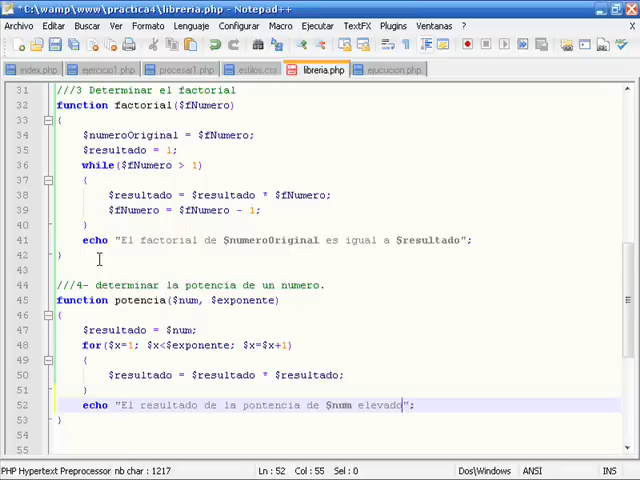 *C:\wamp\www\practica4\libreria.php - Notepad++
Archivo Editar Buscar Ver Formato Lenguaje Configurar Macro Ejecutar TextFX Plugins Ventanas ? X
index.php ejercicio1.php procesar1.php estilos.css libreria.php ejecucion.php
31 ///3 Determinar el factorial
32 function factorial($fNumero)
33 {
34 $numeroOriginal = $fNumero;
35 $resultado = 1;
36 while($fNumero > 1)
37 {
38 $resultado = $resultado * $fNumero;
39 $fNumero = $fNumero - 1;
40 }
41 echo "El factorial de $numeroOriginal es igual a $resultado";
42 }
43
44 ///4- determinar la potencia de un numero.
45 function potencia($num, $exponente)
46 {
47 $resultado = $num;
48 for($x=1; $x<$exponente; $x=$x+1)
49 {
50 $resultado = $resultado * $resultado;
51 }
52 echo "El resultado de la pontencia de $num elevado";
53 }
54
55
PHP Hypertext Preprocessor nb char : 1217 Ln : 52 Col : 55 Sel : 0 Dos\Windows ANSI INS